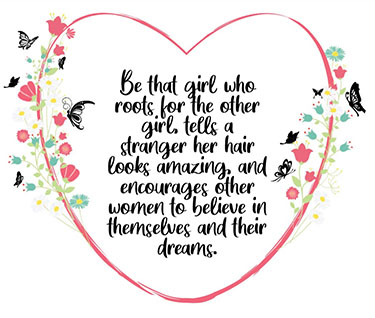 Be that girl who
roots for the other
girl, tells a
stranger her hair
looks amazing, and
encourages other
women to believe in
themselves and their
dreams.